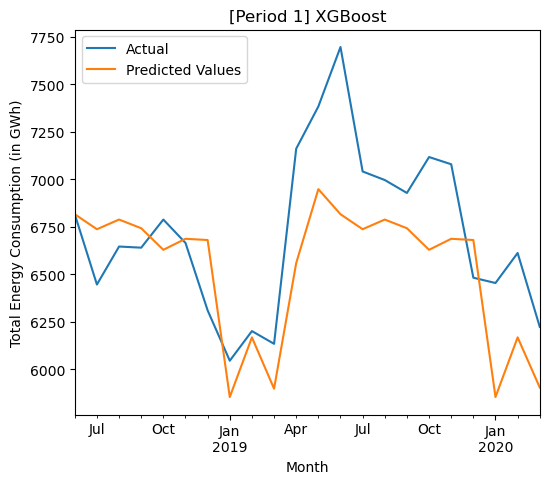 [Period 1] XGBoost
Actual
Predicted Values
Total Energy Consumption (in GWh)
7750
7500
7250
7000
6750
6500
6250
6000
Jul
Oct
Jan
2019
Apr
Jul
Oct
Jan
2020
Month